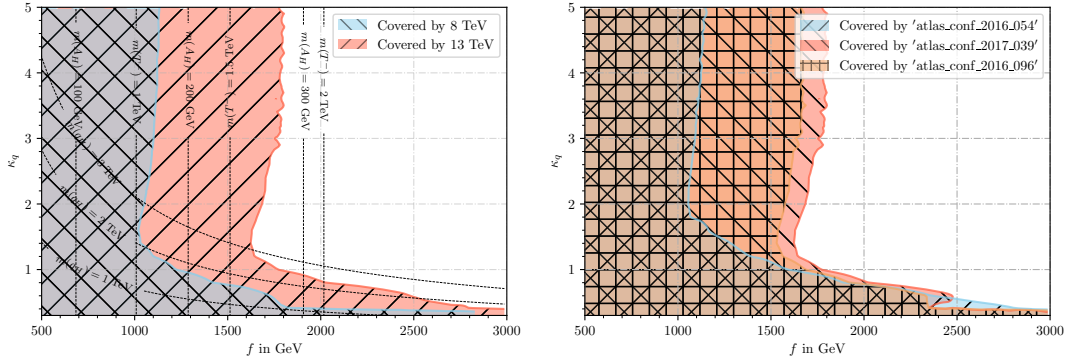 Covered by 8 TeV
Covered by 13 TeV
m(A_H) = 100 GeV
m(T^−) = 1 TeV
m(A_H) = 200 GeV
m(T^−) = 1.5 TeV
m(A_H) = 300 GeV
m(T^−) = 2 TeV
m(q_H) = 2 TeV
m(q_H) = 1 TeV
κ_q
5
4
3
2
1
500
1000
1500
2000
2500
3000
f in GeV
Covered by 'atlas_conf_2016_054'
Covered by 'atlas_conf_2017_039'
Covered by 'atlas_conf_2016_096'
κ_q
5
4
3
2
1
500
1000
1500
2000
2500
3000
f in GeV